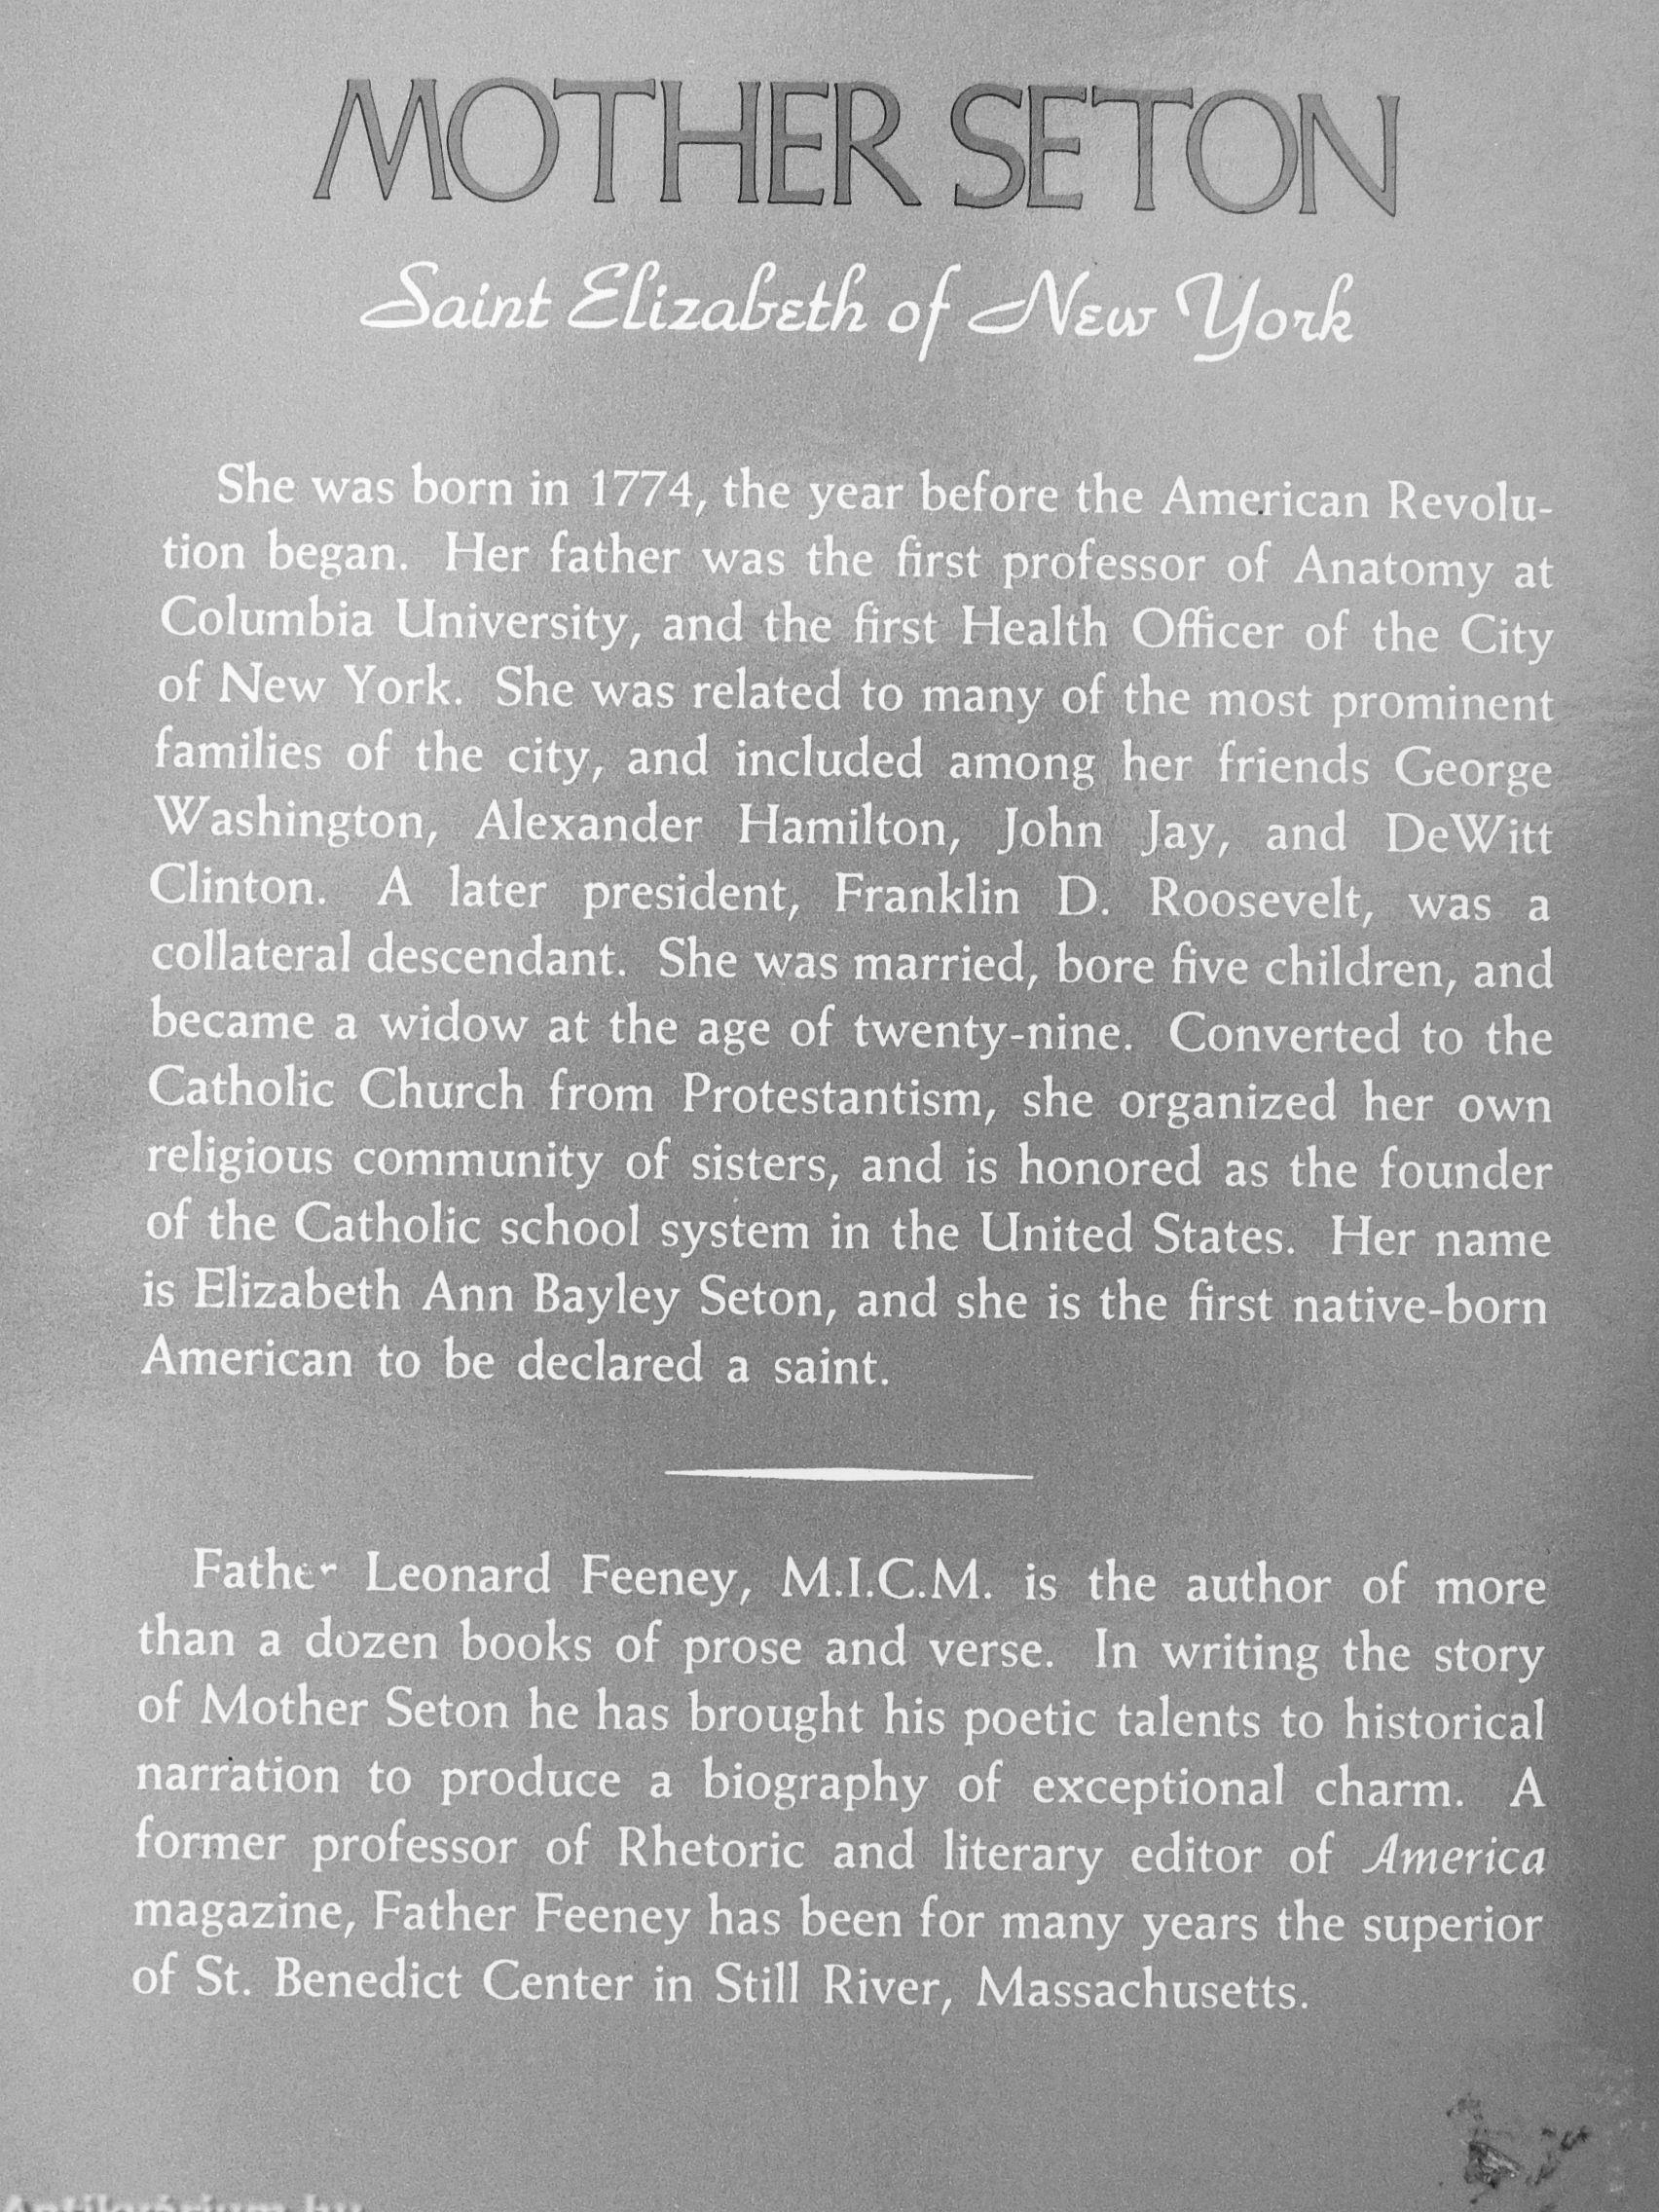 MOTHER SETON
Saint Elizabeth of New York
She was born in 1774, the year before the American Revolu-
tion began. Her father was the first professor of Anatomy at
Columbia University, and the first Health Officer of the City
of New York. She was related to many of the most prominent
families of the city, and included among her friends George
Washington, Alexander Hamilton, John Jay, and DeWitt
Clinton. A later president, Franklin D. Roosevelt, was a
collateral descendant. She was married, bore five children, and
became a widow at the age of twenty-nine. Converted to the
Catholic Church from Protestantism, she organized her own
religious community of sisters, and is honored as the founder
of the Catholic school system in the United States. Her name
is Elizabeth Ann Bayley Seton, and she is the first native-born
American to be declared a saint.
Father Leonard Feeney, M.I.C.M. is the author of more
than a dozen books of prose and verse. In writing the story
of Mother Seton he has brought his poetic talents to historical
narration to produce a biography of exceptional charm. A
former professor of Rhetoric and literary editor of America
magazine, Father Feeney has been for many years the superior
of St. Benedict Center in Still River, Massachusetts.